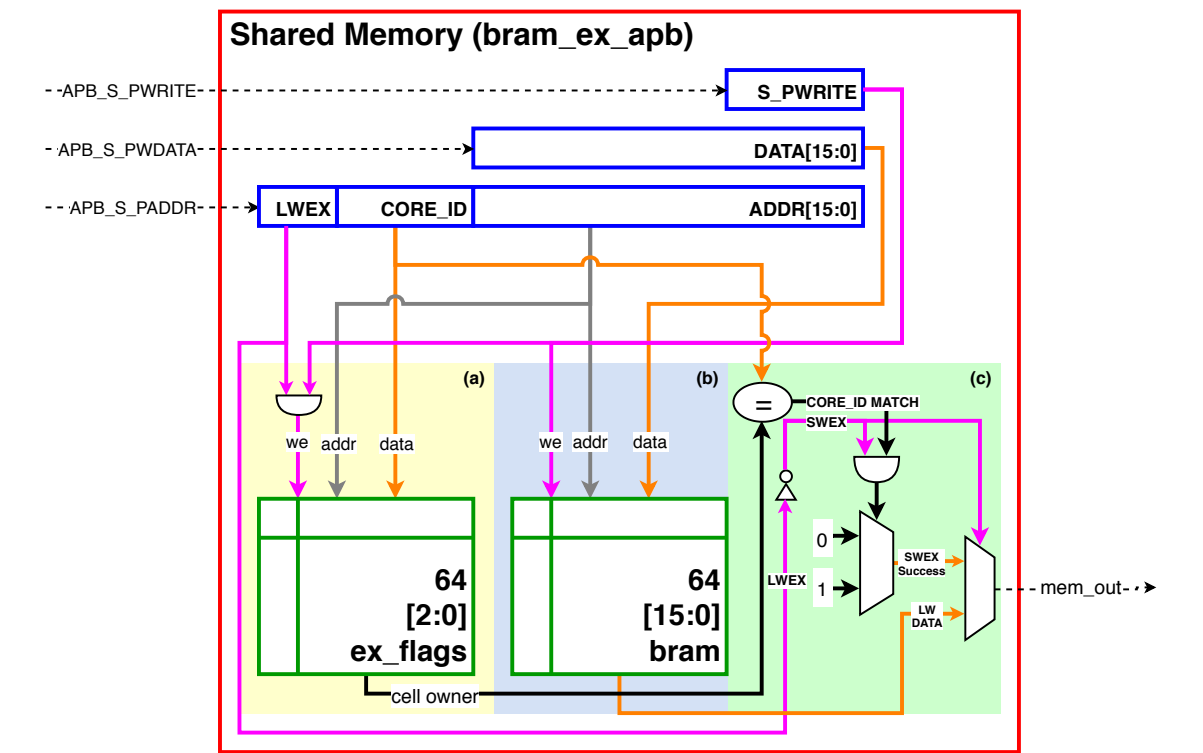 Shared Memory (bram_ex_apb)
APB_S_PWRITE
S_PWRITE
APB_S_PWDATA
DATA[15:0]
APB_S_PADDR
LWEX
CORE_ID
ADDR[15:0]
(a)
(b)
(c)
=
CORE_ID MATCH
SWEX
we
addr
data
we
addr
data
0
1
SWEX
Success
LWEX
LW
DATA
mem_out
64
[2:0]
ex_flags
64
[15:0]
bram
cell owner